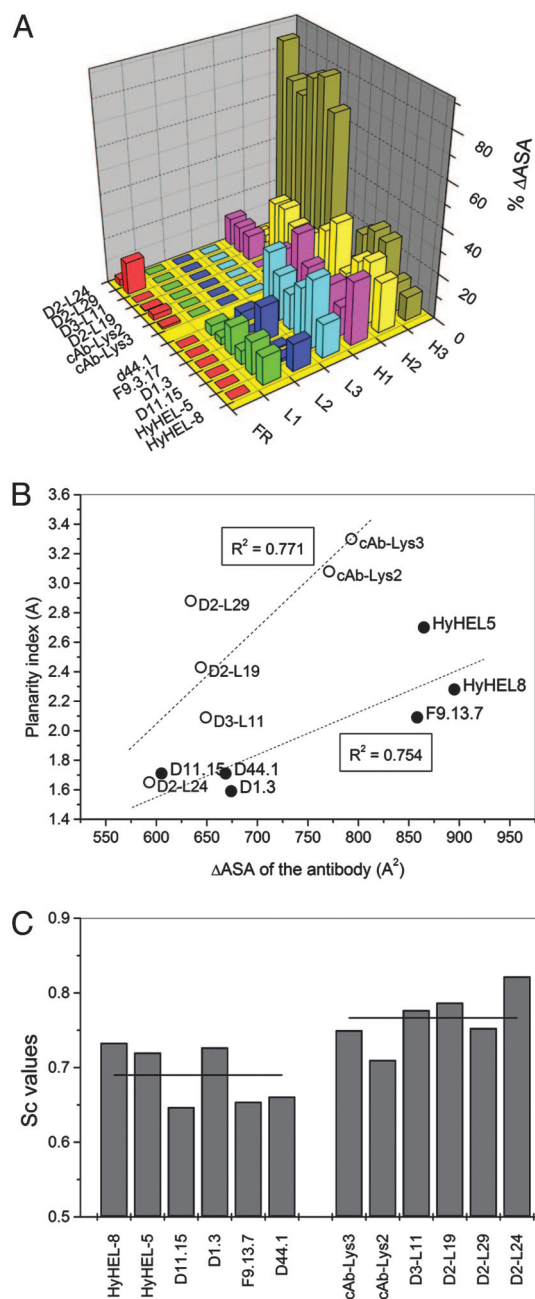 A
% ΔASA
80
60
40
20
0
D2-L24
D2-L29
D3-L11
D2-L19
cAb-Lys2
cAb-Lys3
d44.1
F9.3.17
D1.3
D11.15
HyHEL-5
HyHEL-8
FR
L1
L2
L3
H1
H2
H3
B
Planarity index (A)
3.6
3.4
3.2
3.0
2.8
2.6
2.4
2.2
2.0
1.8
1.6
1.4
R² = 0.771
cAb-Lys3
cAb-Lys2
D2-L29
HyHEL5
D2-L19
HyHEL8
D3-L11
F9.13.7
R² = 0.754
D11.15
D44.1
D2-L24
D1.3
550 600 650 700 750 800 850 900 950
ΔASA of the antibody (A²)
C
Sc values
0.9
0.8
0.7
0.6
0.5
HyHEL-8
HyHEL-5
D11.15
D1.3
F9.13.7
D44.1
cAb-Lys3
cAb-Lys2
D3-L11
D2-L19
D2-L29
D2-L24